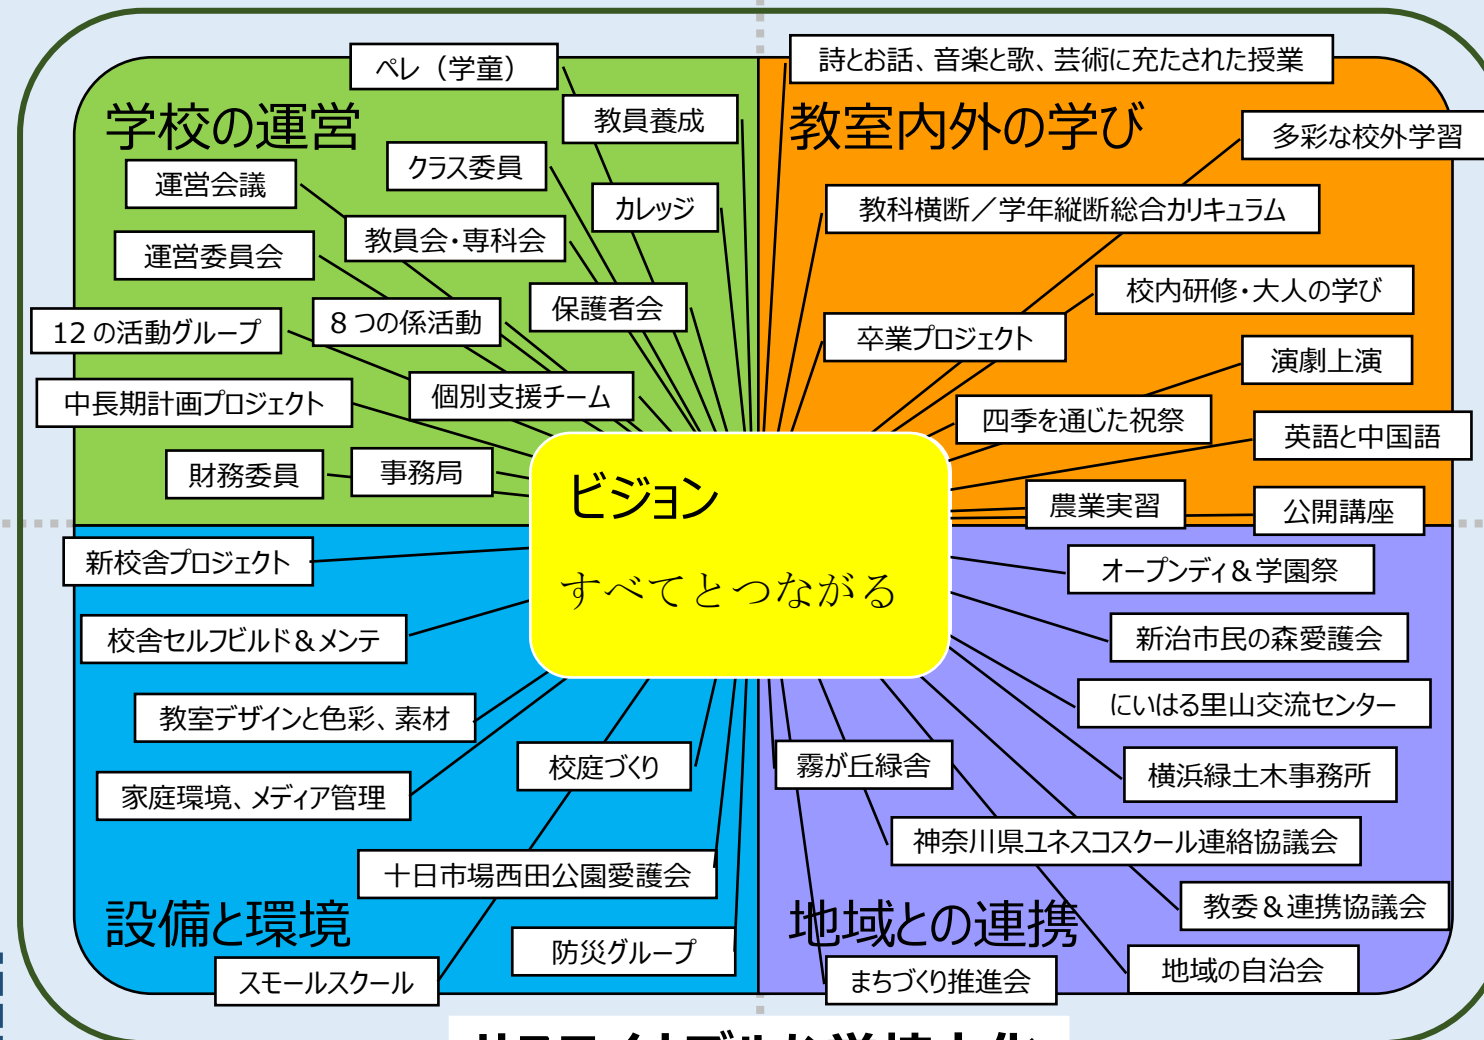 ペレ（学童）
学校の運営
教員養成
クラス委員
運営会議
カレッジ
教員会・専科会
運営委員会
保護者会
８つの係活動
12 の活動グループ
個別支援チーム
中長期計画プロジェクト
事務局
財務委員
詩とお話、音楽と歌、芸術に充たされた授業
教室内外の学び
多彩な校外学習
教科横断／学年縦断総合カリキュラム
校内研修・大人の学び
卒業プロジェクト
演劇上演
四季を通じた祝祭
英語と中国語
農業実習
公開講座
ビジョン
すべてとつながる
新校舎プロジェクト
校舎セルフビルド＆メンテ
教室デザインと色彩、素材
校庭づくり
家庭環境、メディア管理
十日市場西田公園愛護会
設備と環境
防災グループ
スモールスクール
オープンディ＆学園祭
新治市民の森愛護会
にいはる里山交流センター
霧が丘緑舎
横浜緑土木事務所
神奈川県ユネスコスクール連絡協議会
教委＆連携協議会
地域との連携
地域の自治会
まちづくり推進会